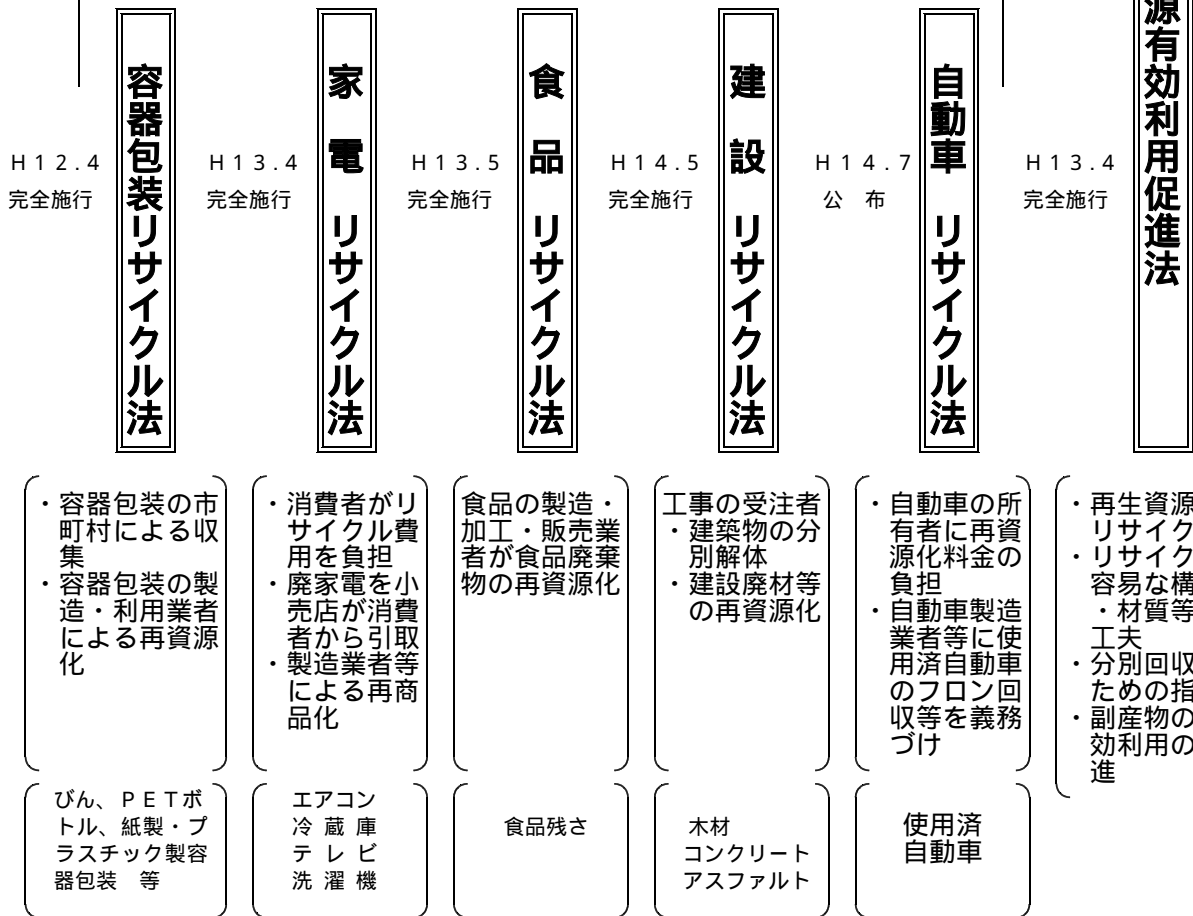 H12.4
完全施行
容器包装リサイクル法
H13.4
完全施行
家電リサイクル法
H13.5
完全施行
食品リサイクル法
H14.5
完全施行
建設リサイクル法
H14.7
公布
自動車リサイクル法
H13.4
完全施行
源有効利用促進法
・容器包装の市
町村による収
集
・容器包装の製
造・利用業者
による再資源
化
・消費者がリ
サイクル費
用を負担
・廃家電を小
売店が消費
者から引取
・製造業者等
による再商
品化
食品の製造・
加工・販売業
者が食品廃棄
物の再資源化
工事の受注者
・建築物の分
別解体
・建設廃材等
の再資源化
・自動車の所
有者に再資
源化料金の
負担
・自動車製造
業者等に使
用済自動車
のフロン回
収等を義務
づけ
・再生資源
リサイク
・リサイク
容易な構
・材質等
工夫
・分別回収
ための指
・副産物の
効利用の
進
びん、PETボ
トル、紙製・プ
ラスチック製容
器包装 等
エアコン
冷蔵庫
テレビ
洗濯機
食品残さ
木材
コンクリート
アスファルト
使用済
自動車